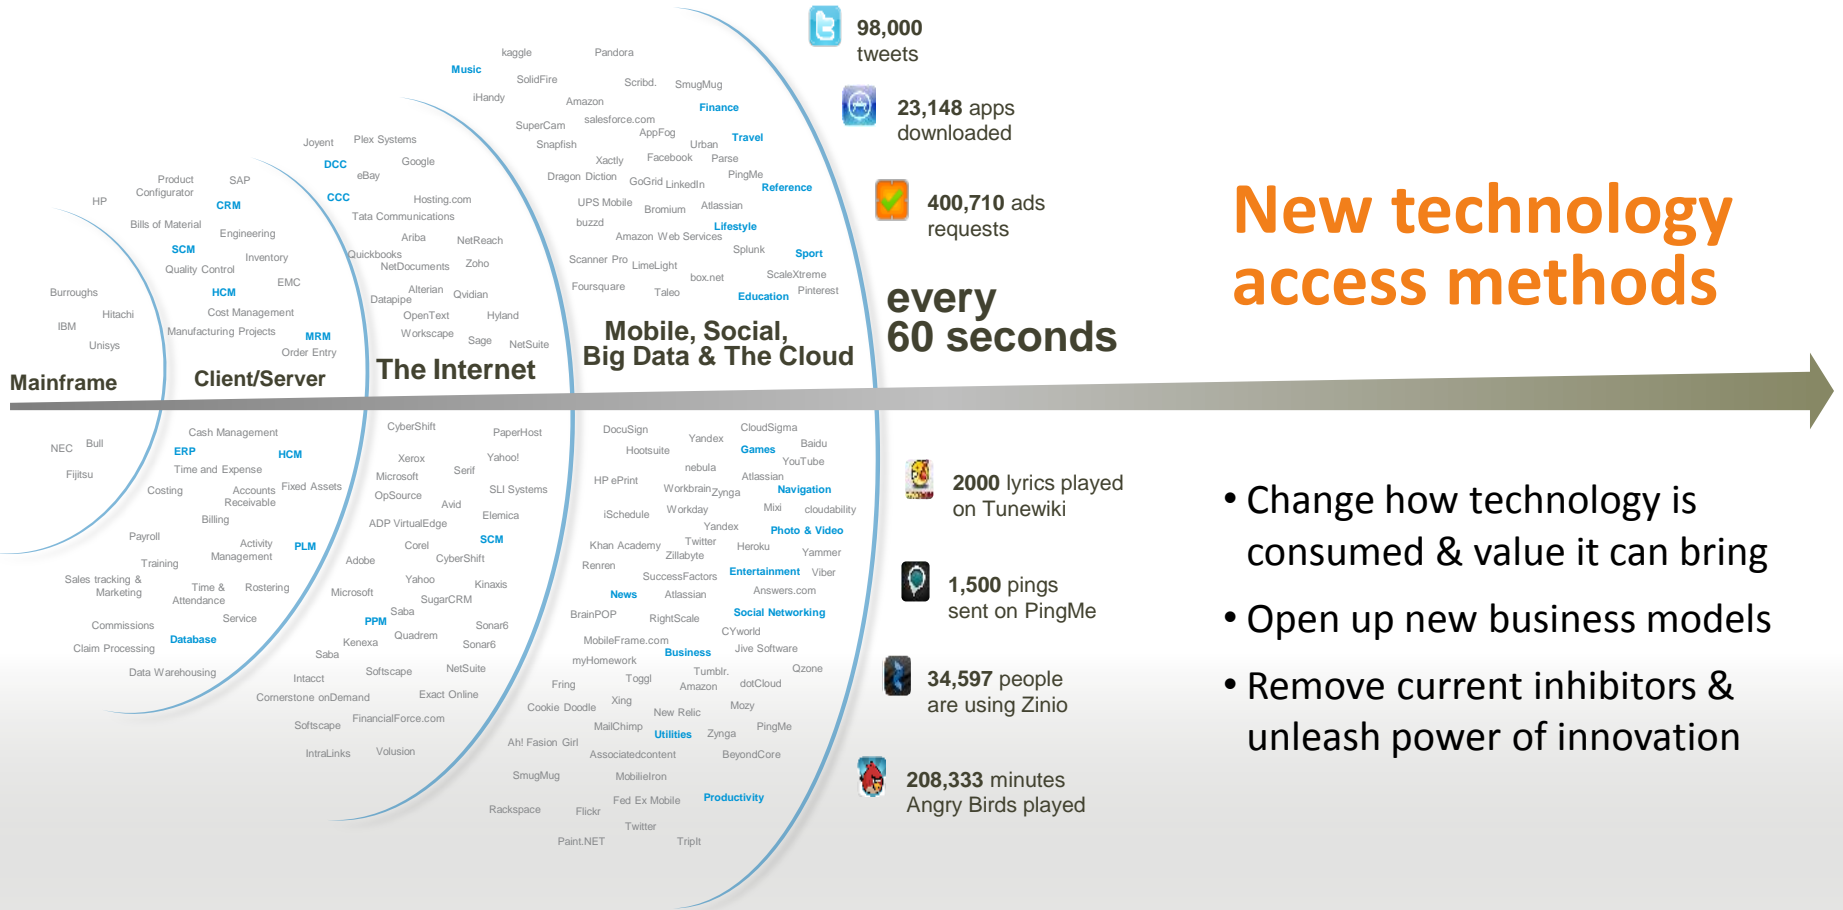 Mainframe
HP
Burroughs
Hitachi
IBM
Unisys
NEC
Bull
Fijitsu
Client/Server
Product
Configurator
SAP
CRM
Bills of Material
Engineering
SCM
Inventory
Quality Control
EMC
HCM
Cost Management
Manufacturing Projects
MRM
Order Entry
Cash Management
ERP
HCM
Time and Expense
Costing
Accounts
Receivable
Fixed Assets
Billing
Payroll
Activity
Management
PLM
Training
Sales tracking &
Marketing
Time &
Attendance
Rostering
Commissions
Service
Claim Processing
Database
Data Warehousing
The Internet
Joyent
Plex Systems
DCC
Google
eBay
CCC
Hosting.com
Tata Communications
Ariba
NetReach
Quickbooks
NetDocuments
Zoho
Alterian
Datapipe
Qvidian
OpenText
Hyland
Workscape
Sage
NetSuite
CyberShift
PaperHost
Xerox
Yahoo!
Microsoft
Serif
OpSource
SLI Systems
Avid
ADP VirtualEdge
Elemica
Corel
SCM
Adobe
CyberShift
Yahoo
Kinaxis
Microsoft
SugarCRM
Saba
PPM
Sonar6
Kenexa
Quadrem
Sonar6
Saba
Softscape
NetSuite
Intacct
Cornerstone onDemand
Exact Online
Softscape
FinancialForce.com
IntraLinks
Volusion
Mobile, Social,
Big Data & The Cloud
kaggle
Pandora
Music
SolidFire
Scribd.
SmugMug
iHandy
Amazon
Finance
SuperCam
salesforce.com
AppFog
Travel
Snapfish
Urban
Xactly
Facebook
Parse
Dragon Diction
GoGrid
LinkedIn
PingMe
Reference
UPS Mobile
Bromium
Atlassian
buzzd
Lifestyle
Amazon Web Services
Splunk
Sport
Scanner Pro
LimeLight
box.net
ScaleXtreme
Foursquare
Taleo
Education
Pinterest
DocuSign
CloudSigma
Yandex
Hootsuite
Games
Baidu
YouTube
nebula
HP ePrint
Atlassian
Workbrain
Zynga
Navigation
iSchedule
Workday
Mixi
cloudability
Yandex
Photo & Video
Khan Academy
Twitter
Heroku
Zillabyte
Yammer
Renren
SuccessFactors
Entertainment
Viber
News
Atlassian
Answers.com
BrainPOP
RightScale
Social Networking
CYworld
MobileFrame.com
Business
Jive Software
myHomework
Tumblr.
Qzone
Fring
Toggl
Amazon
dotCloud
Cookie Doodle
Xing
New Relic
Mozy
MailChimp
Utilities
Zynga
PingMe
Ah! Fasion Girl
Associatedcontent
BeyondCore
SmugMug
MobilieIron
Fed Ex Mobile
Productivity
Rackspace
Flickr
Twitter
Paint.NET
TripIt
98,000
tweets
23,148 apps
downloaded
400,710 ads
requests
every
60 seconds
2000 lyrics played
on Tunewiki
1,500 pings
sent on PingMe
34,597 people
are using Zinio
208,333 minutes
Angry Birds played
New technology
access methods
• Change how technology is
consumed & value it can bring
• Open up new business models
• Remove current inhibitors &
unleash power of innovation